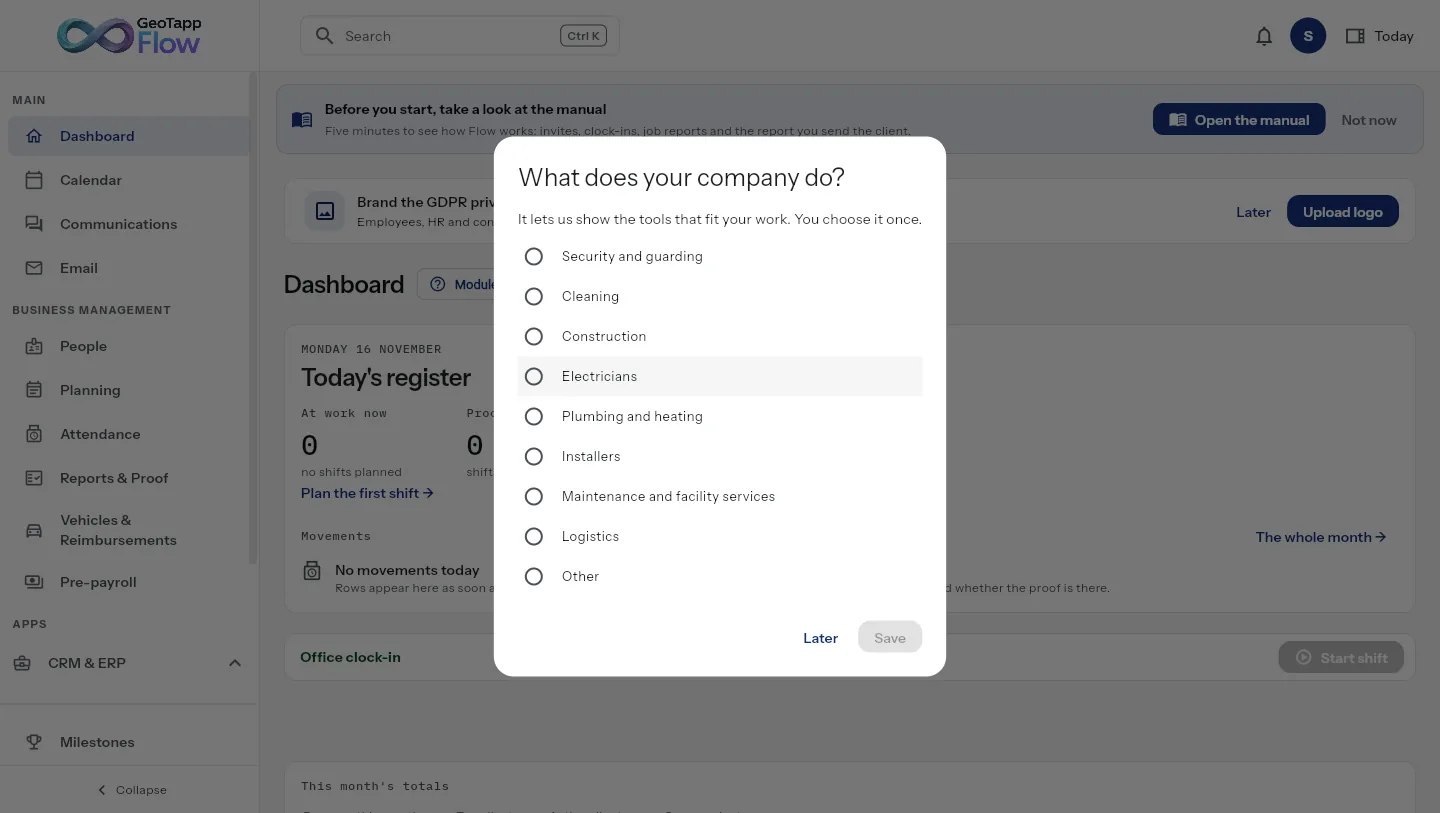 GeoTapp
Flow
Search
Ctrl K
S
Today
MAIN
Dashboard
Calendar
Communications
Email
BUSINESS MANAGEMENT
People
Planning
Attendance
Reports & Proof
Vehicles &
Reimbursements
Pre-payroll
APPS
CRM & ERP
Milestones
Collapse
Before you start, take a look at the manual
Five minutes to see how Flow works: invites, clock-ins, job reports and the report you send the client.
Open the manual
Not now
Brand the GDPR
Employees, HR and
Later
Upload logo
Dashboard
MONDAY 16 NOVEMBER
Today's register
At work now
0
no shifts planned
Plan the first shift →
0
Movements
The whole month →
No movements today
Rows appear here as soon
whether the proof is there.
Office clock-in
Start shift
This month's totals
What does your company do?
It lets us show the tools that fit your work. You choose it once.
Security and guarding
Cleaning
Construction
Electricians
Plumbing and heating
Installers
Maintenance and facility services
Logistics
Other
Later
Save